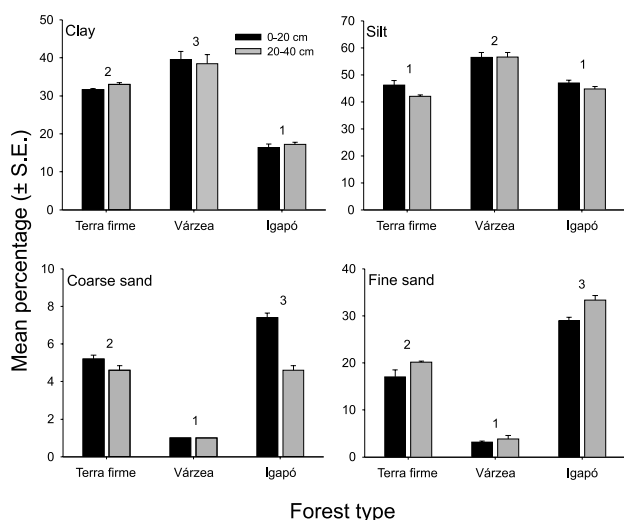 Clay
0-20 cm
20-40 cm
50
40
30
20
10
0
2
3
1
Terra firme
Várzea
Igapó
Silt
70
60
50
40
30
20
10
0
1
2
1
Terra firme
Várzea
Igapó
Mean percentage (± S.E.)
Coarse sand
10
8
6
4
2
0
2
1
3
Terra firme
Várzea
Igapó
Fine sand
40
30
20
10
0
2
1
3
Terra firme
Várzea
Igapó
Forest type